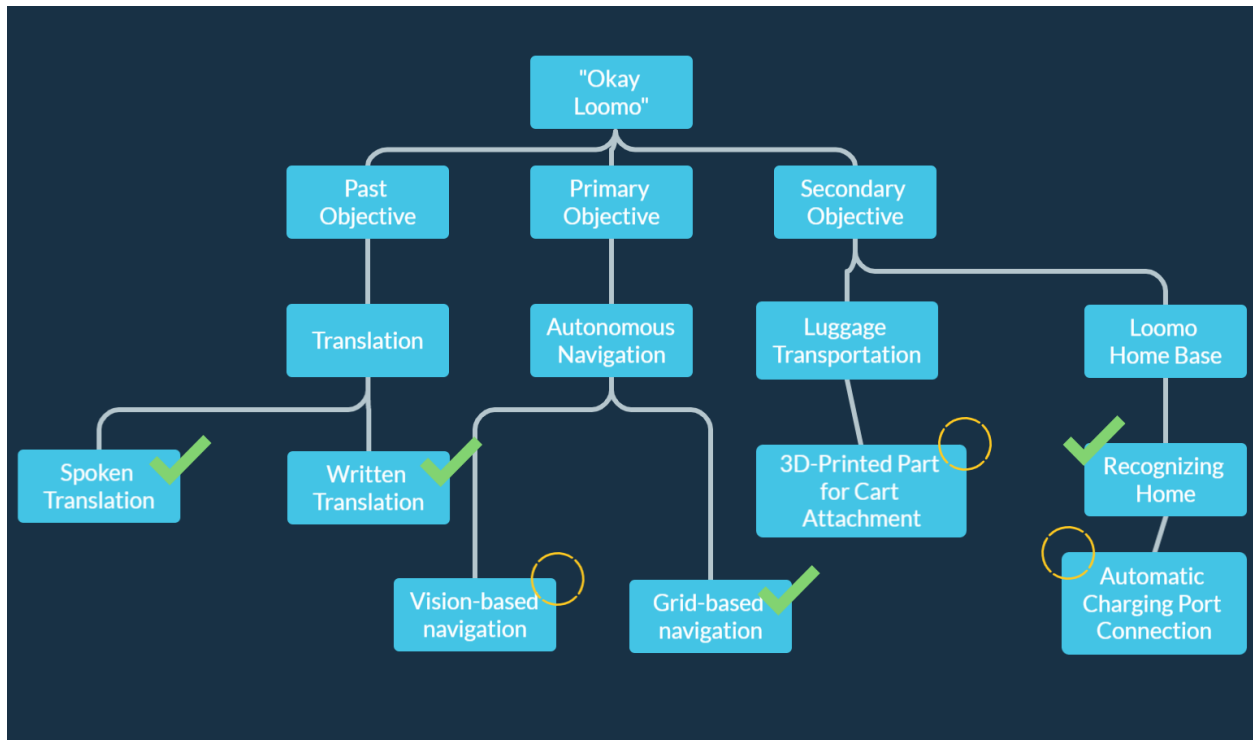 "Okay
Loomo"
Past
Objective
Primary
Objective
Secondary
Objective
Translation
Autonomous
Navigation
Luggage
Transportation
Loomo
Home Base
Spoken
Translation
Written
Translation
3D-Printed Part
for Cart
Attachment
Recognizing
Home
Vision-based
navigation
Grid-based
navigation
Automatic
Charging Port
Connection